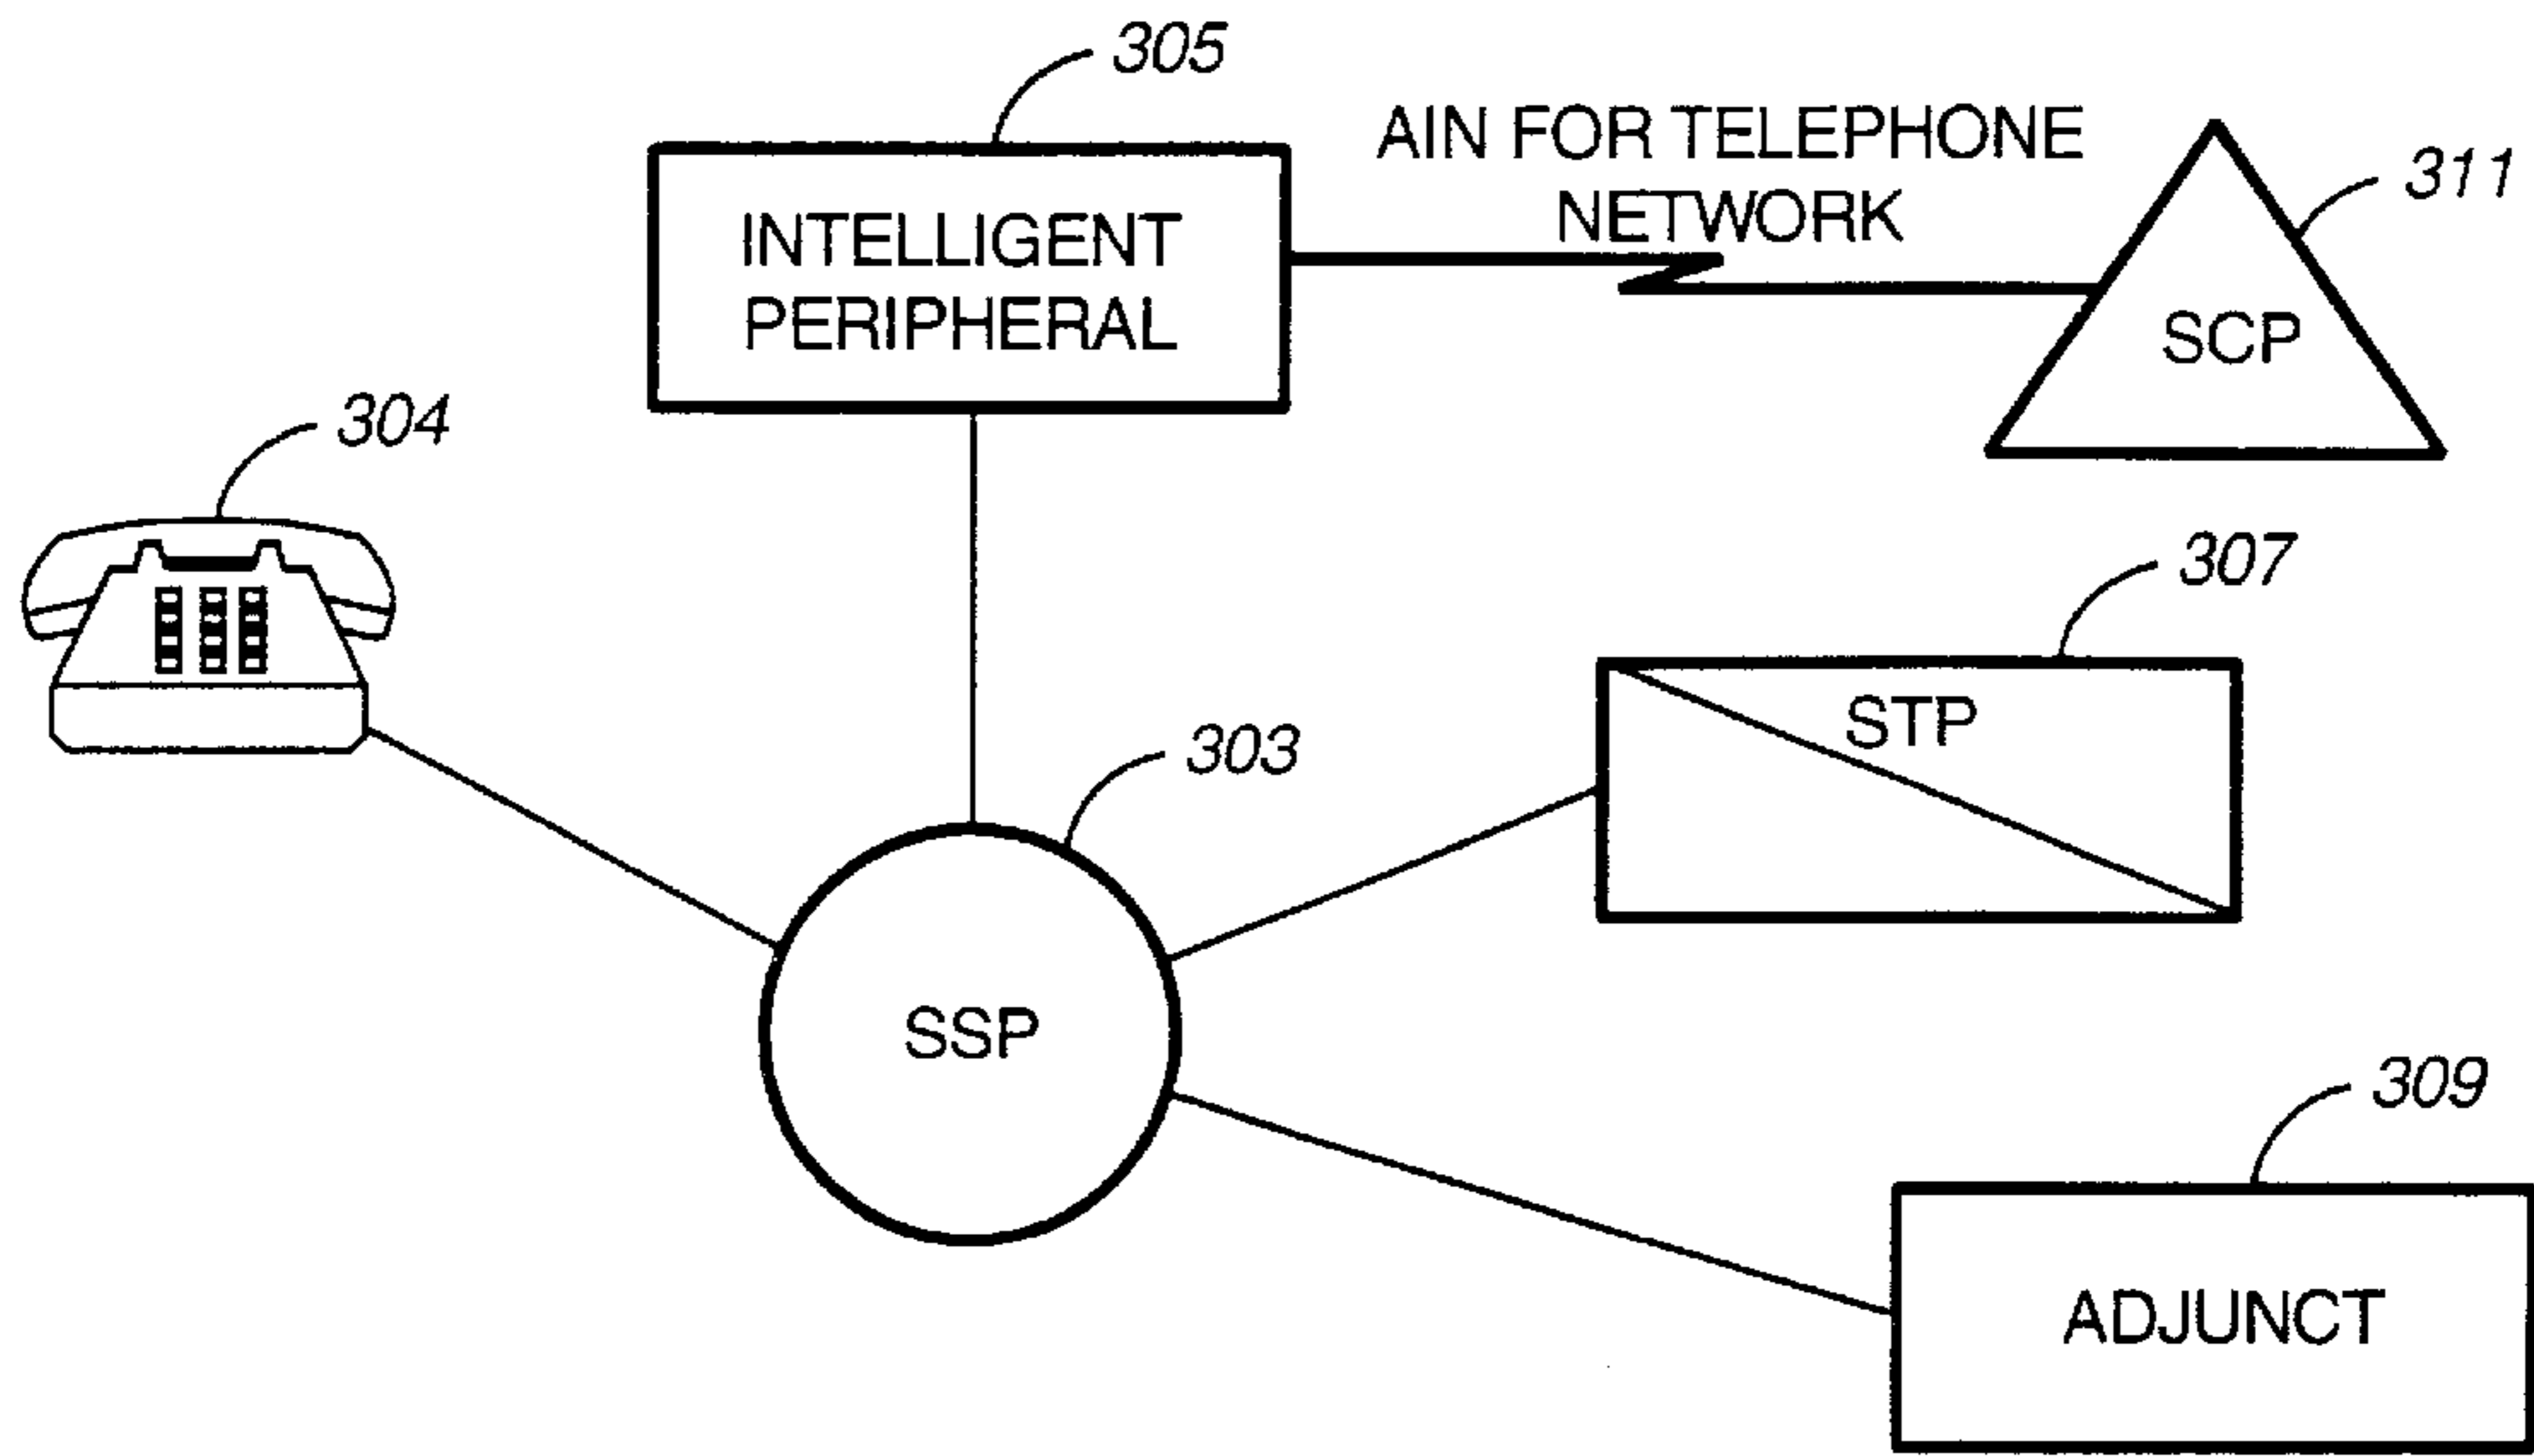 305
AIN FOR TELEPHONE
NETWORK
311
INTELLIGENT
PERIPHERAL
SCP
304
307
STP
303
SSP
309
ADJUNCT